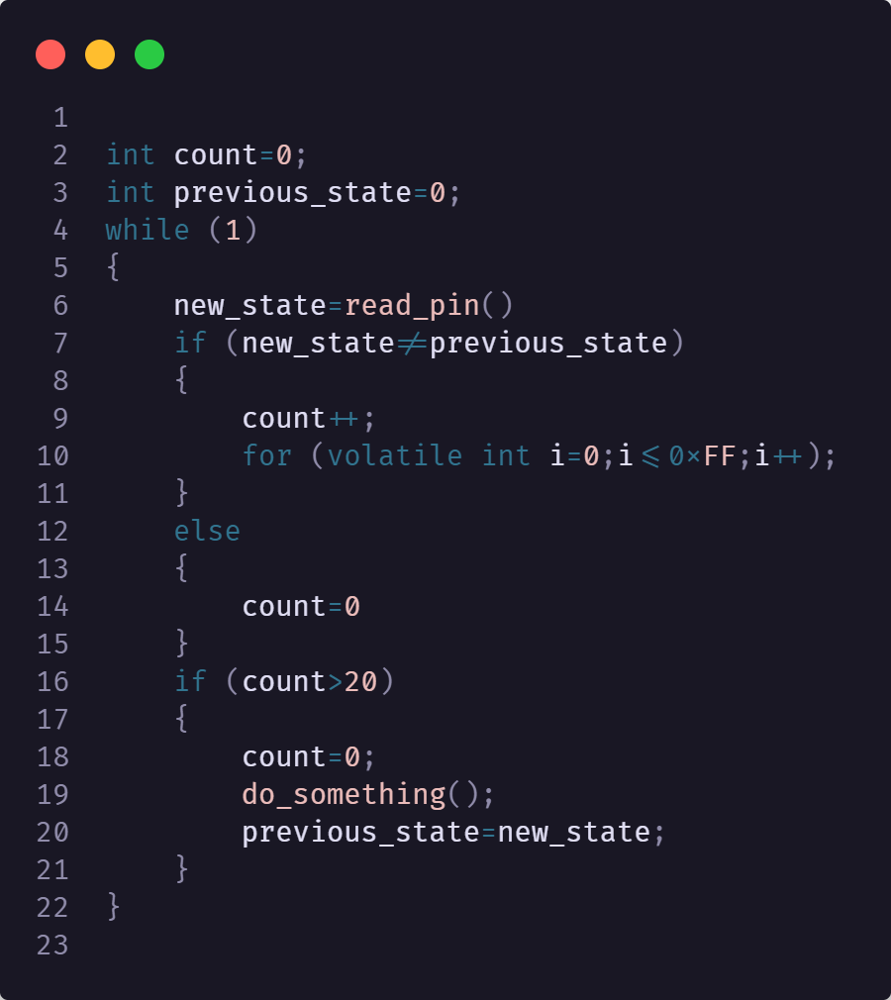 1
2 int count=0;
3 int previous_state=0;
4 while (1)
5 {
6     new_state=read_pin()
7     if (new_state!=previous_state)
8     {
9         count++;
10         for (volatile int i=0;i<=0xFF;i++);
11     }
12     else
13     {
14         count=0
15     }
16     if (count>20)
17     {
18         count=0;
19         do_something();
20         previous_state=new_state;
21     }
22 }
23